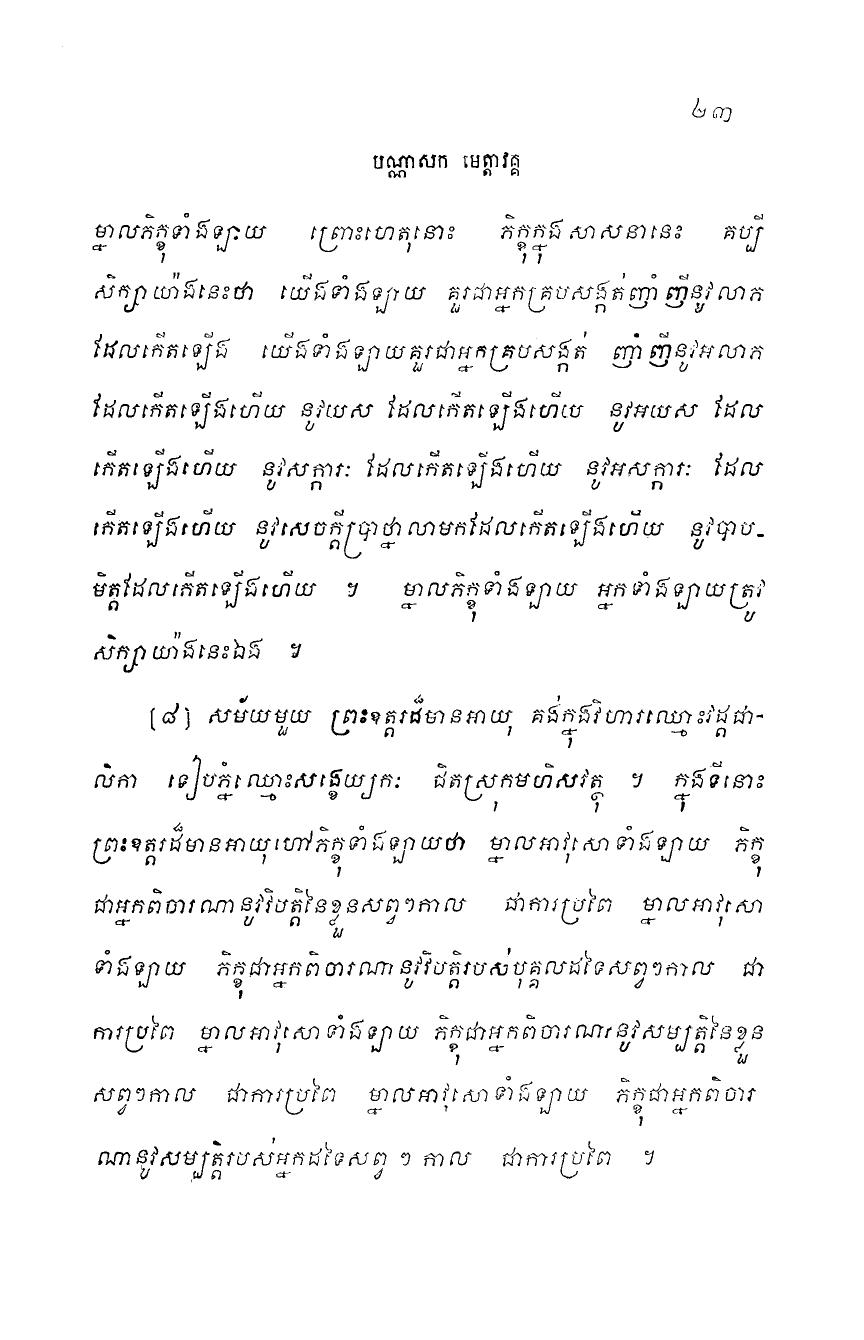 ២៣
បណ្ណាសក មេត្តាវគ្គ
ម្នាលភិក្ខុទាំងឡាយ ព្រោះហេតុនោះ ភិក្ខុក្នុងសាសនានេះ គប្បី
សិក្សាយ៉ាងនេះថា យើងទាំងឡាយ គួរជាអ្នកគ្របសង្កត់ញាំញីនូវលាភ
ដែលកើតឡើង យើងទាំងឡាយគួរជាអ្នកគ្របសង្កត់ ញាំញីនូវអលាភ
ដែលកើតឡើងហើយ នូវយស ដែលកើតឡើងហើយ នូវអយស ដែល
កើតឡើងហើយ នូវសក្ការៈ ដែលកើតឡើងហើយ នូវអសក្ការៈ ដែល
កើតឡើងហើយ នូវសេចក្តីប្រាថ្នាលាមកដែលកើតឡើងហើយ នូវបាប-
មិត្តដែលកើតឡើងហើយ ។ ម្នាលភិក្ខុទាំងឡាយ អ្នកទាំងឡាយត្រូវ
សិក្សាយ៉ាងនេះឯង ។
(៨) សម័យមួយ ព្រះឧត្តរដ៏មានអាយុ គង់ក្នុងវិហារឈ្មោះវដ្តជា-
លិកា ទៀបភ្នំឈ្មោះសង្ខេយ្យកៈ ជិតស្រុកមហិសវត្ថុ ។ ក្នុងទីនោះ
ព្រះឧត្តរដ៏មានអាយុហៅភិក្ខុទាំងឡាយថា ម្នាលអាវុសោទាំងឡាយ ភិក្ខុ
ជាអ្នកពិចារណានូវវិបត្តិនៃខ្លួនសព្វៗកាល ជាការប្រពៃ ម្នាលអាវុសោ
ទាំងឡាយ ភិក្ខុជាអ្នកពិចារណានូវវិបត្តិរបស់បុគ្គលដទៃសព្វៗកាល ជា
ការប្រពៃ ម្នាលអាវុសោទាំងឡាយ ភិក្ខុជាអ្នកពិចារណានូវសម្បត្តិនៃខ្លួន
សព្វៗកាល ជាការប្រពៃ ម្នាលអាវុសោទាំងឡាយ ភិក្ខុជាអ្នកពិចារ
ណានូវសម្បត្តិរបស់អ្នកដទៃសព្វ ៗ កាល ជាការប្រពៃ ។